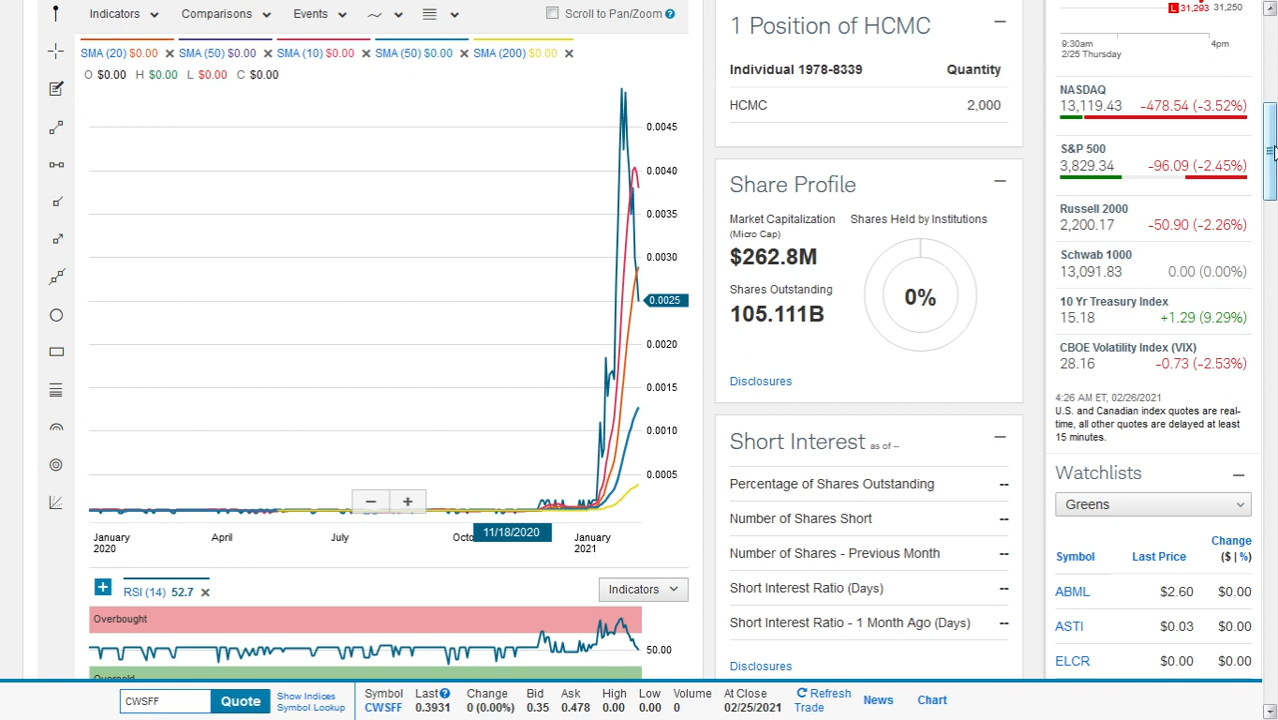 Indicators Comparisons Events Scroll to Pan/Zoom
SMA (20) $0.00 SMA (50) $0.00 SMA (10) $0.00 SMA (50) $0.00 SMA (200) $0.00
O $0.00 H $0.00 L $0.00 C $0.00
0.0045
0.0040
0.0035
0.0030
0.0025
0.0020
0.0015
0.0010
0.0005
11/18/2020
January 2020 April July Octo January 2021
RSI (14) 52.7 Indicators
Overbought
50.00
1 Position of HCMC
Individual 1978-8339 Quantity
HCMC 2,000
Share Profile
Market Capitalization
(Micro Cap)
$262.8M
Shares Outstanding
105.111B
Shares Held by Institutions
0%
Disclosures
Short Interest as of --
Percentage of Shares Outstanding --
Number of Shares Short --
Number of Shares - Previous Month --
Short Interest Ratio (Days) --
Short Interest Ratio - 1 Month Ago (Days) --
Disclosures
L 31,293 31,250
9:30am 4pm
2/25 Thursday
NASDAQ
13,119.43 -478.54 (-3.52%)
S&P 500
3,829.34 -96.09 (-2.45%)
Russell 2000
2,200.17 -50.90 (-2.26%)
Schwab 1000
13,091.83 0.00 (0.00%)
10 Yr Treasury Index
15.18 +1.29 (9.29%)
CBOE Volatility Index (VIX)
28.16 -0.73 (-2.53%)
4:26 AM ET, 02/26/2021
U.S. and Canadian index quotes are real-
time, all other quotes are delayed at least
15 minutes.
Watchlists
Greens
Symbol Last Price Change ($ | %)
ABML $2.60 $0.00
ASTI $0.03 $0.00
ELCR $0.00 $0.00
CWSFF Quote Show Indices
Symbol Lookup
Symbol Last Change Bid Ask High Low Volume At Close Refresh News Chart
CWSFF 0.3931 0 (0.00%) 0.35 0.478 0.00 0.00 0 02/25/2021 Trade